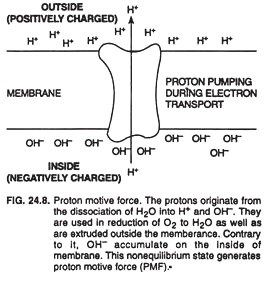 OUTSIDE
(POSITIVELY CHARGED)
H⁺
H⁺ H⁺ H⁺ H⁺ H⁺ H⁺ H⁺ H⁺
MEMBRANE
PROTON PUMPING
DURING ELECTRON
TRANSPORT
OH⁻ OH⁻ OH⁻ OH⁻ OH⁻ OH⁻ OH⁻ OH⁻
INSIDE
(NEGATIVELY CHARGED)
H⁺
FIG. 24.8. Proton motive force. The protons originate from
the dissociation of H₂O into H⁺ and OH⁻. They
are used in reduction of O₂ to H₂O as well as
are extruded outside the memberance. Contrary
to it, OH⁻ accumulate on the inside of
membrane. This nonequilibrium state generates
proton motive force (PMF).-